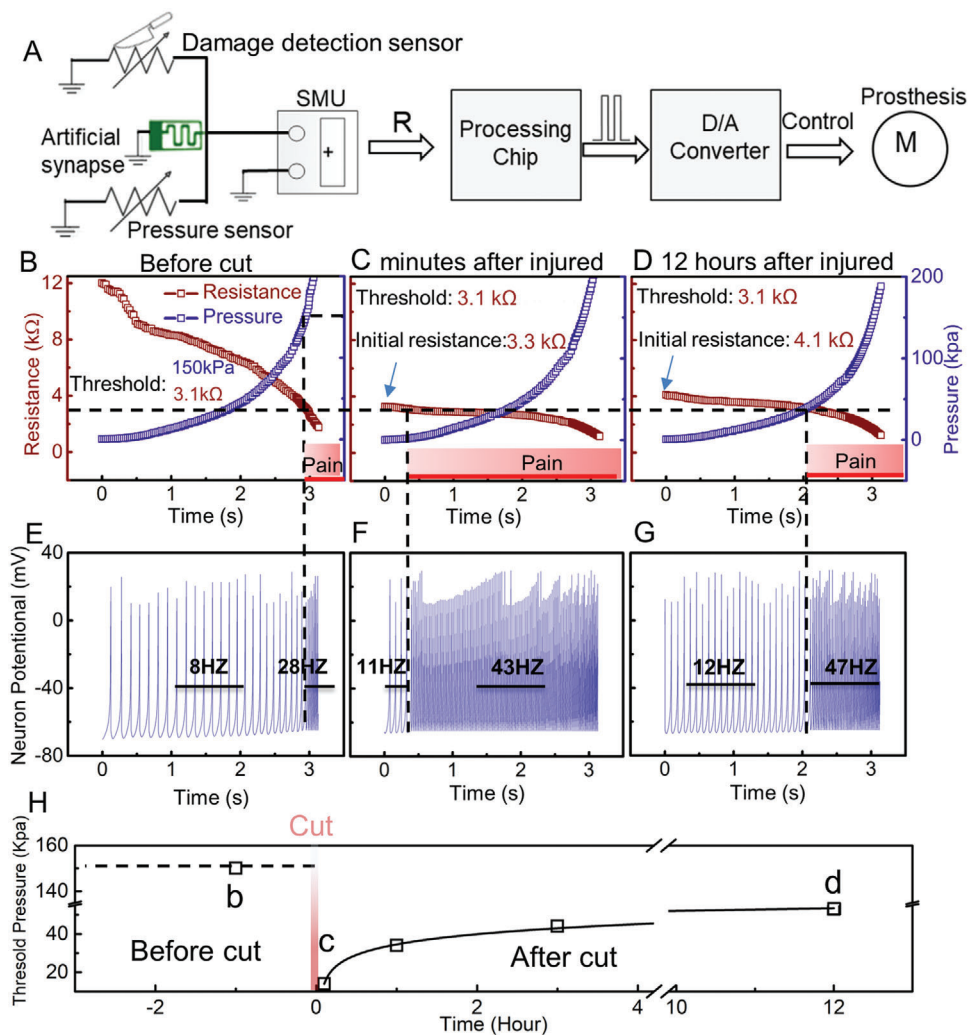 A
Damage detection sensor
SMU
Artificial
synapse
+
R
Processing
Chip
D/A
Converter
Control
Prosthesis
M
Pressure sensor
B
Before cut
C minutes after injured
D 12 hours after injured
Resistance (kΩ)
12
8
4
0
Resistance
Pressure
150kPa
Threshold:
3.1kΩ
Pain
0 1 2 3
Time (s)
Threshold: 3.1 kΩ
Initial resistance:3.3 kΩ
Pain
0 1 2 3
Time (s)
Threshold: 3.1 kΩ
Initial resistance: 4.1 kΩ
Pain
0 1 2 3
Time (s)
200
100
0
Pressure (kpa)
E
F
G
Neuron Potentional (mV)
40
0
-40
-80
8HZ
28HZ
0 1 2 3
Time (s)
11HZ
43HZ
0 1 2 3
Time (s)
12HZ
47HZ
0 1 2 3
Time (s)
H
Cut
Thresold Pressure (Kpa)
160
140
40
20
b
Before cut
c
After cut
d
-2 0 2 4 10 12
Time (Hour)